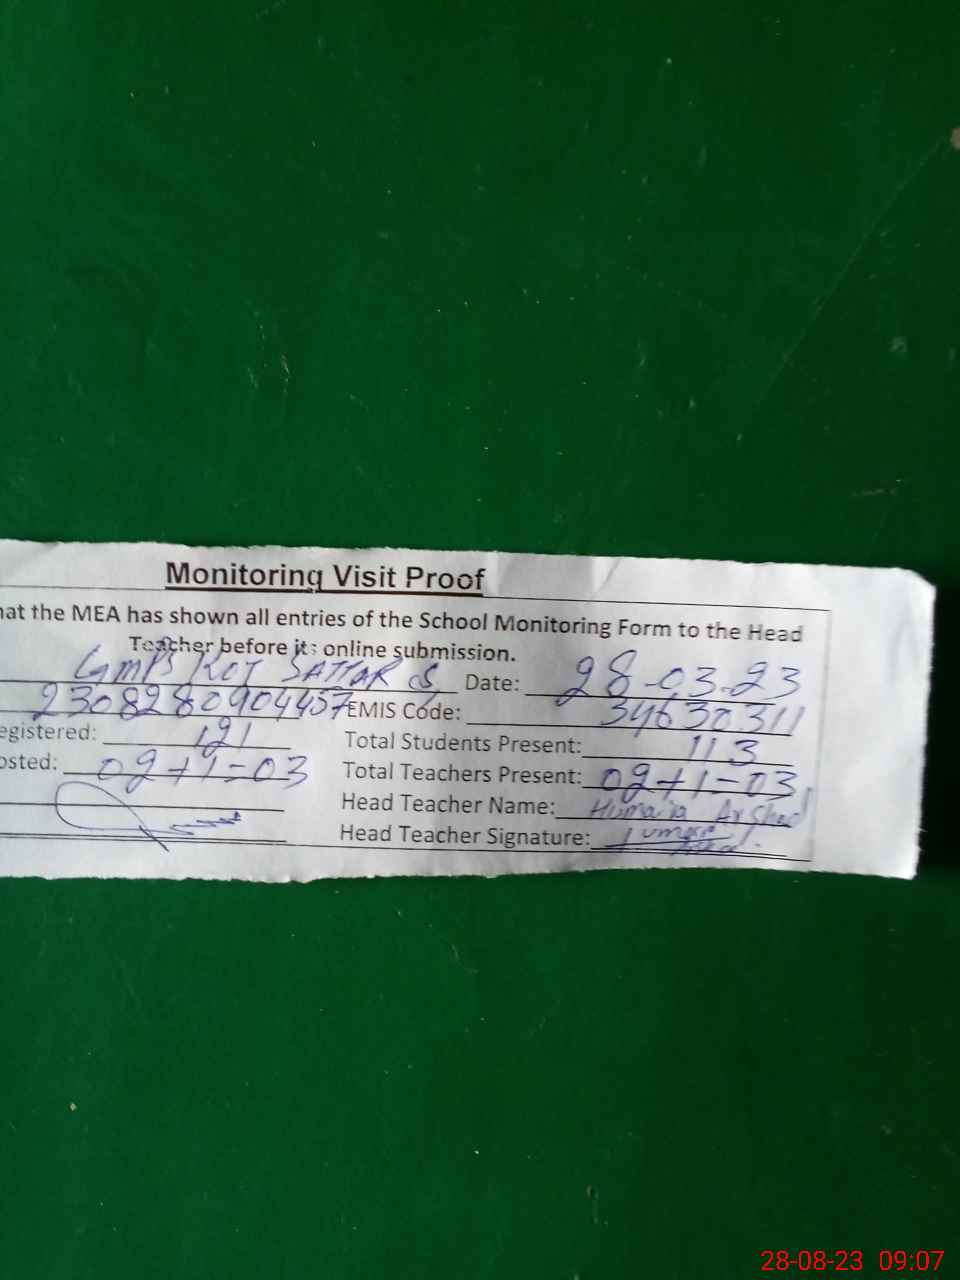 Monitoring Visit Proof
hat the MEA has shown all entries of the School Monitoring Form to the Head
Teacher before its online submission.
GMPS KOT SATTAR Date: 28-03-23
2308280904457 EMIS Code: 34630311
egistered: 121 Total Students Present: 113
osted: 02+1=03 Total Teachers Present: 02+1=03
Head Teacher Name: Humaira Arshad
Head Teacher Signature:
28-08-23 09:07